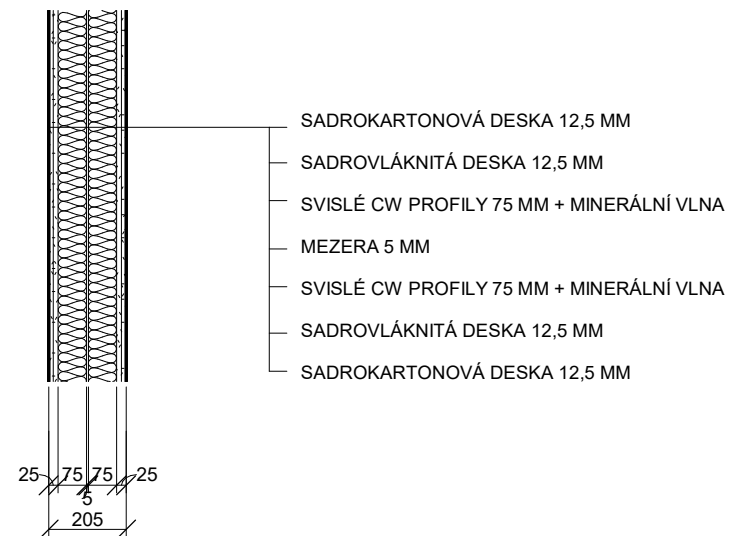 SADROKARTONOVÁ DESKA 12,5 MM
SADROVLÁKNITÁ DESKA 12,5 MM
SVISLÉ CW PROFILY 75 MM + MINERÁLNÍ VLNA
MEZERA 5 MM
SVISLÉ CW PROFILY 75 MM + MINERÁLNÍ VLNA
SADROVLÁKNITÁ DESKA 12,5 MM
SADROKARTONOVÁ DESKA 12,5 MM
25 75 75 25
5
205